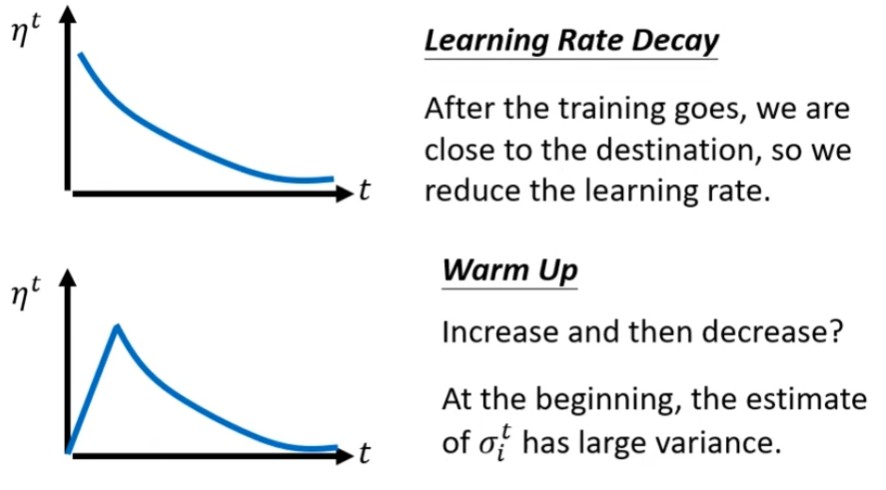 η^t
t
Learning Rate Decay
After the training goes, we are
close to the destination, so we
reduce the learning rate.
η^t
t
Warm Up
Increase and then decrease?
At the beginning, the estimate
of σ_i^t has large variance.